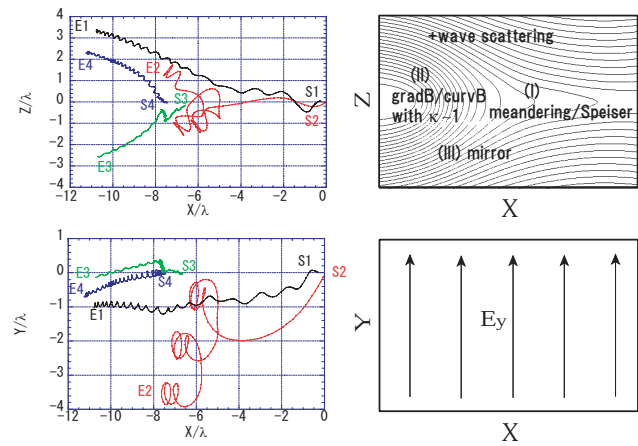 4
3
2
1
0
-1
-2
-3
-4
Z/λ
E1
E4
E2
S3
S4
S1
S2
E3
-12
-10
-8
-6
-4
-2
0
X/λ
+wave scattering
(II)
gradB/curvB
with κ~1
(I)
meandering/Speiser
(III) mirror
Z
X
1
0
-1
-2
-3
-4
Y/λ
E3
S3
S4
E4
E1
S1
S2
E2
-12
-10
-8
-6
-4
-2
0
X/λ
Ey
Y
X